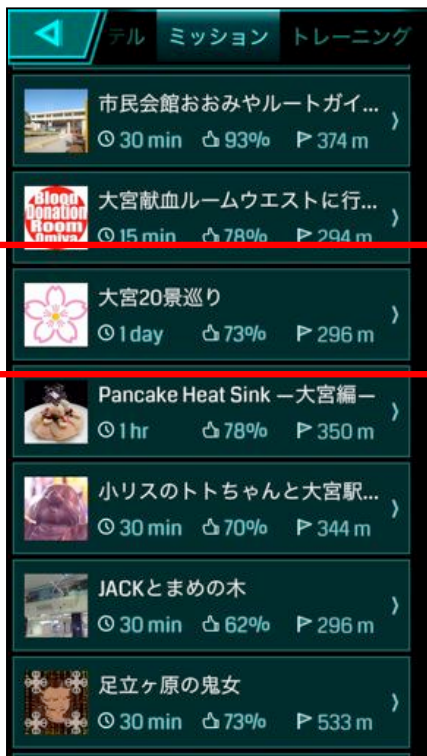 テル ミッション トレーニング
市民会館おおみやルートガイ...
30 min 93% 374 m
Blood
Donation
Room
Omiya
大宮献血ルームウエストに行...
15 min 78% 294 m
大宮20景巡り
1 day 73% 296 m
Pancake Heat Sink ー大宮編ー
1 hr 78% 350 m
小リスのトトちゃんと大宮駅...
30 min 70% 344 m
JACKとまめの木
30 min 62% 296 m
足立ヶ原の鬼女
30 min 73% 533 m